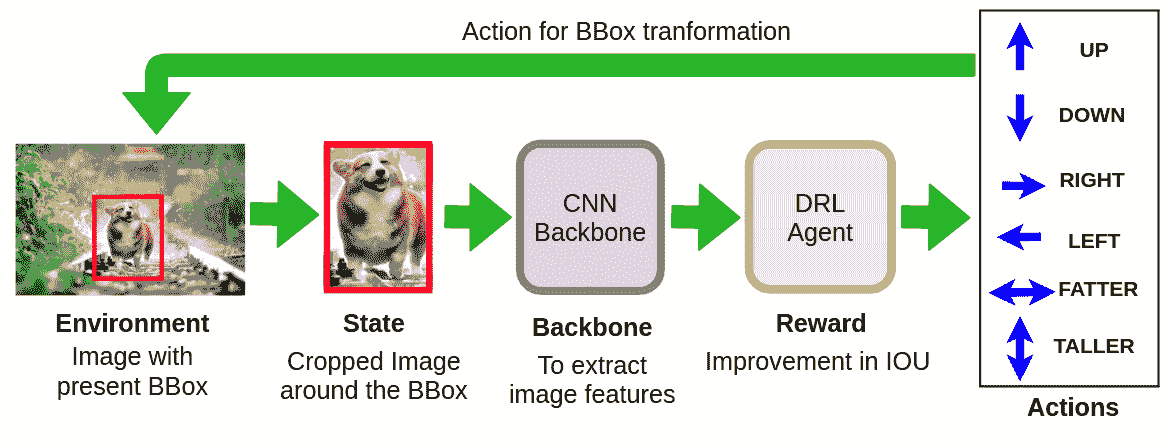 Action for BBox tranformation
UP
DOWN
RIGHT
LEFT
FATTER
TALLER
Actions
CNN
Backbone
DRL
Agent
Environment
Image with
present BBox
State
Cropped Image
around the BBox
Backbone
To extract
image features
Reward
Improvement in IOU